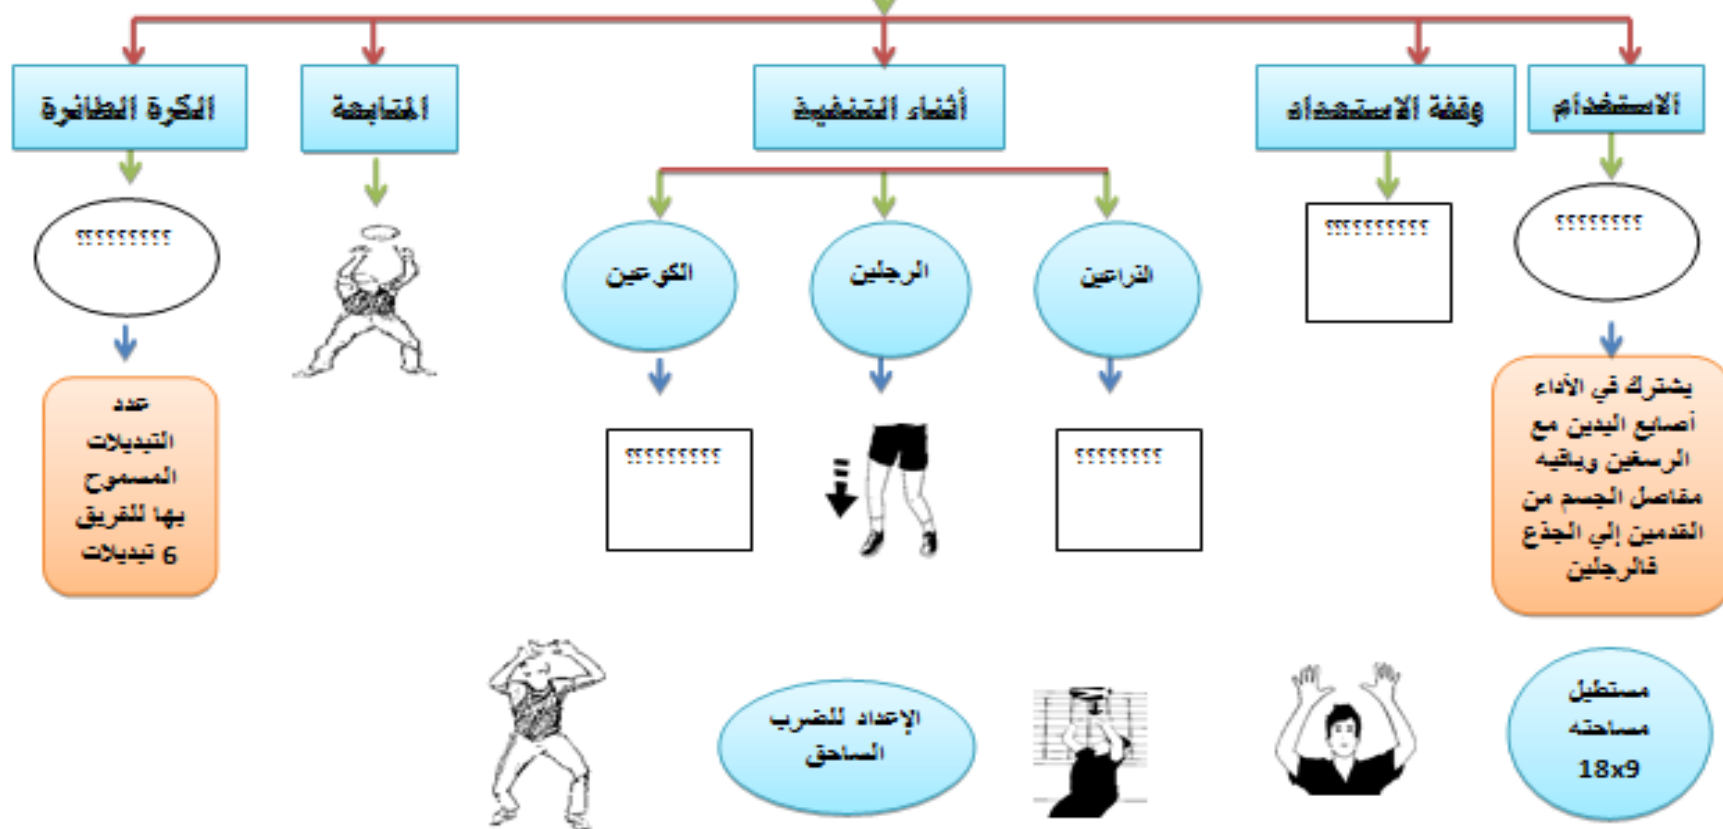 الاستخدام
وقفة الاستعداد
أثناء التنفيذ
المتابعة
الكرة الطائرة
؟؟؟؟؟؟؟؟
؟؟؟؟؟؟؟؟؟؟
الذراعين
الرجلين
الكوعين
؟؟؟؟؟؟؟؟؟
يشترك في الأداء
أصابع اليدين مع
الرسغين وباقيه
مفاصل الجسم من
القدمين إلي الجذع
فالرجلين
؟؟؟؟؟؟؟؟
؟؟؟؟؟؟؟؟؟
عدد
التبديلات
المسموح
بها للفريق
6 تبديلات
مستطيل
مساحته
18x9
الإعداد للضرب
الساحق